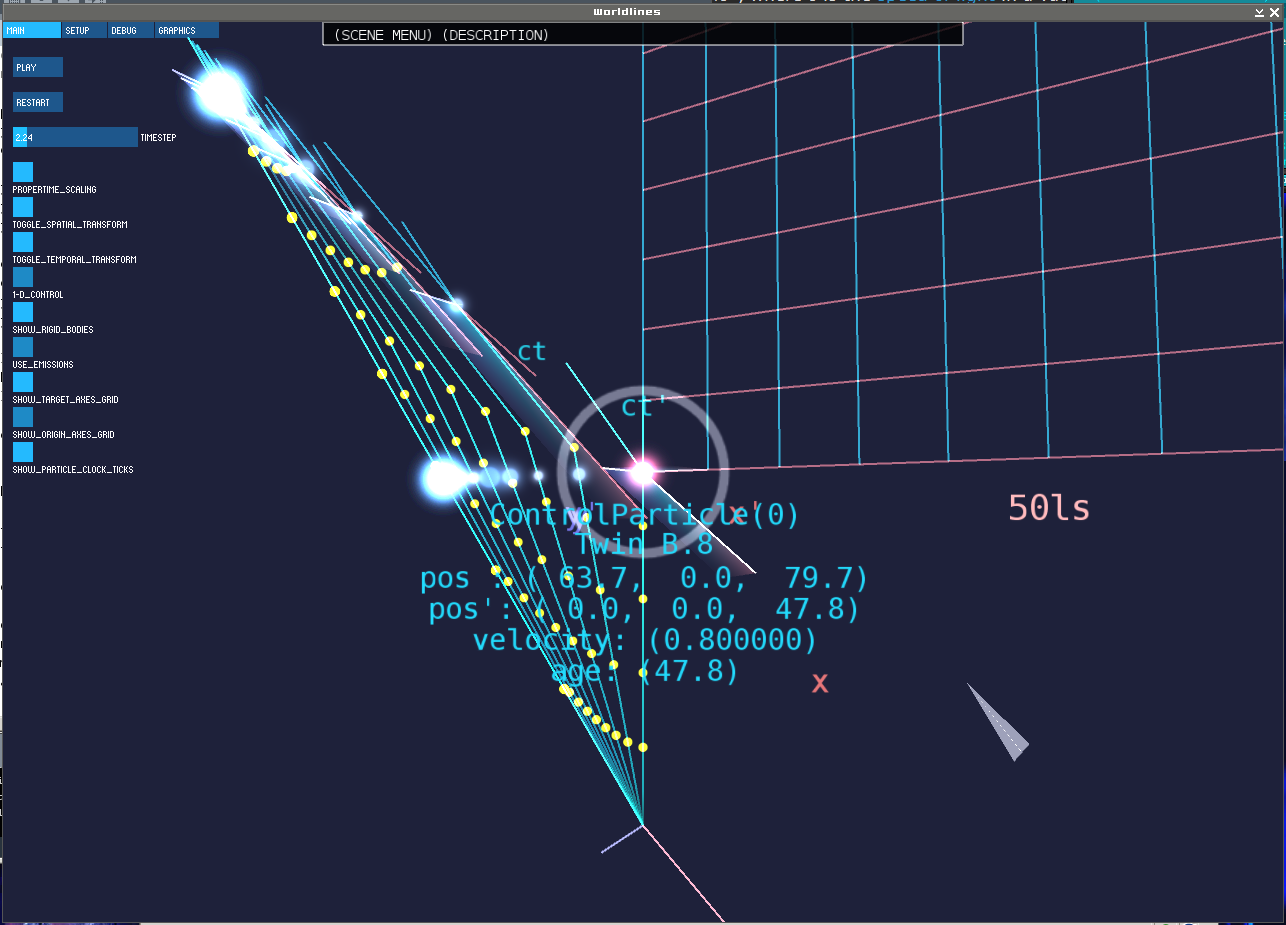 Worldlines
MAIN SETUP DEBUG GRAPHICS
(SCENE MENU) (DESCRIPTION)
PLAY
RESTART
2.24 TIMESTEP
PROPERTIME_SCALING
TOGGLE_SPATIAL_TRANSFORM
TOGGLE_TEMPORAL_TRANSFORM
1-D_CONTROL
SHOW_RIGID_BODIES
USE_EMISSIONS
SHOW_TARGET_AXES_GRID
SHOW_ORIGIN_AXES_GRID
SHOW_PARTICLE_CLOCK_TICKS
ct
ct'
50ls
y'
x'
ControlParticle(0)
Twin B.8
pos : ( 63.7, 0.0, 79.7)
pos': ( 0.0, 0.0, 47.8)
velocity: (0.800000)
age: (47.8)
x